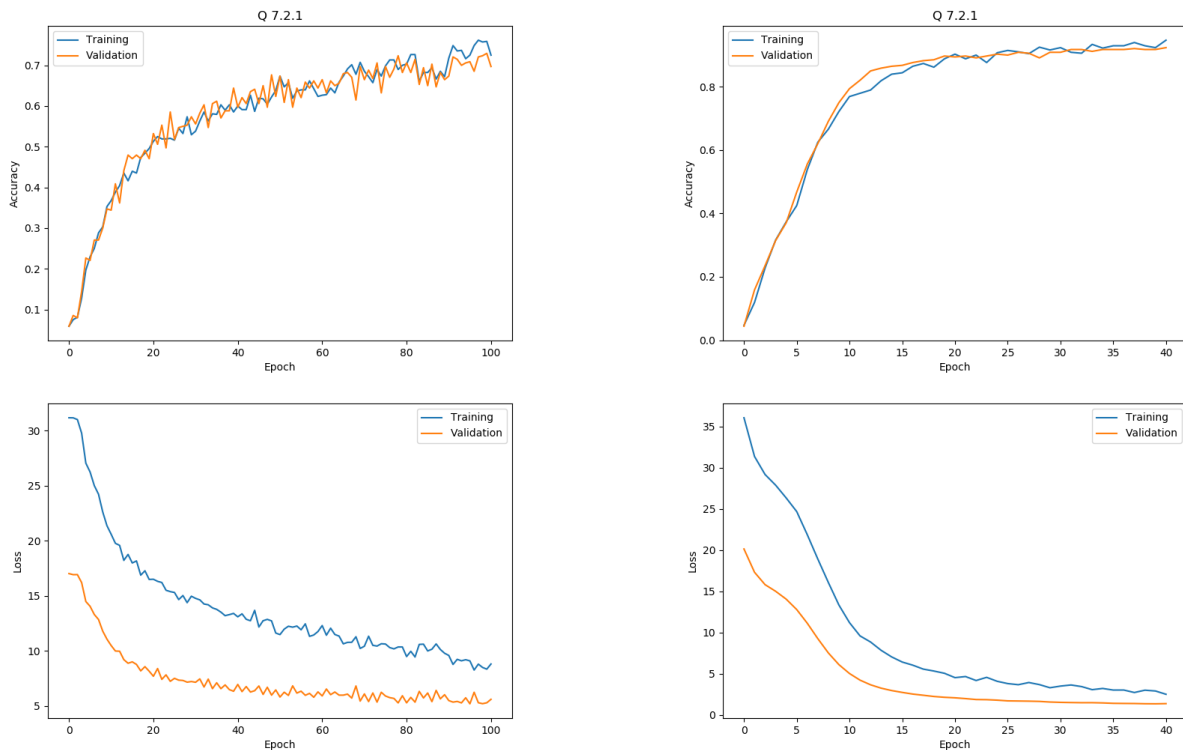 Q 7.2.1
Training
Validation
Accuracy
0.7
0.6
0.5
0.4
0.3
0.2
0.1
0 20 40 60 80 100
Epoch
Q 7.2.1
Training
Validation
Accuracy
0.8
0.6
0.4
0.2
0.0
0 5 10 15 20 25 30 35 40
Epoch
Training
Validation
Loss
30
25
20
15
10
5
0 20 40 60 80 100
Epoch
Training
Validation
Loss
35
30
25
20
15
10
5
0
0 5 10 15 20 25 30 35 40
Epoch